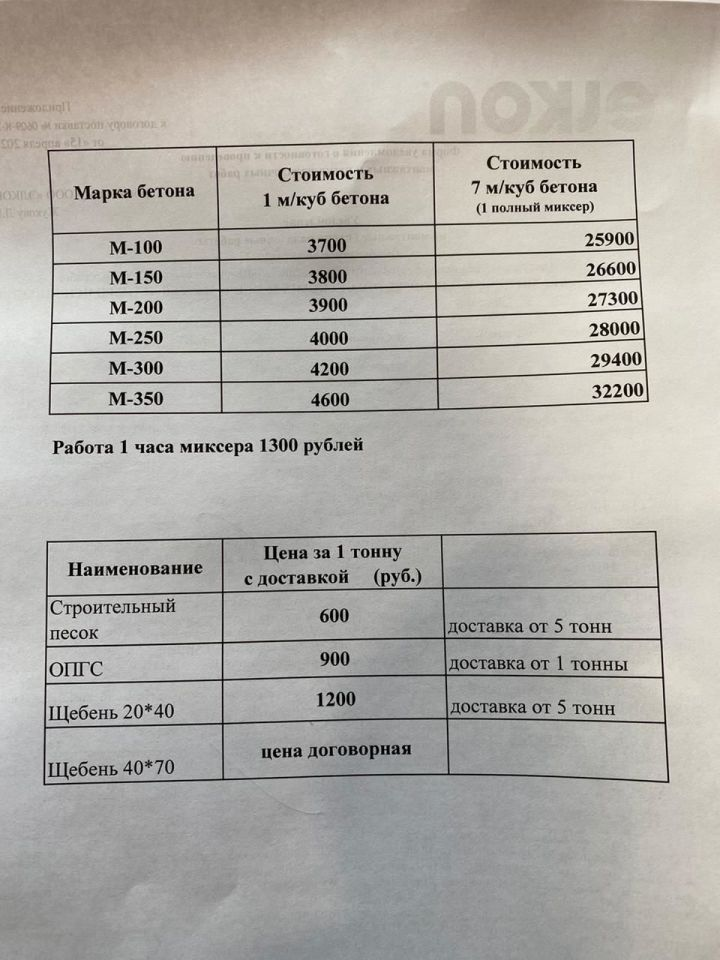 Марка бетона
Стоимость
1 м/куб бетона
Стоимость
7 м/куб бетона
(1 полный миксер)
М-100 3700 25900
М-150 3800 26600
М-200 3900 27300
М-250 4000 28000
М-300 4200 29400
М-350 4600 32200
Работа 1 часа миксера 1300 рублей
Наименование
Цена за 1 тонну
с доставкой (руб.)
Строительный
песок
600
доставка от 5 тонн
ОПГС 900 доставка от 1 тонны
Щебень 20*40 1200 доставка от 5 тонн
Щебень 40*70 цена договорная